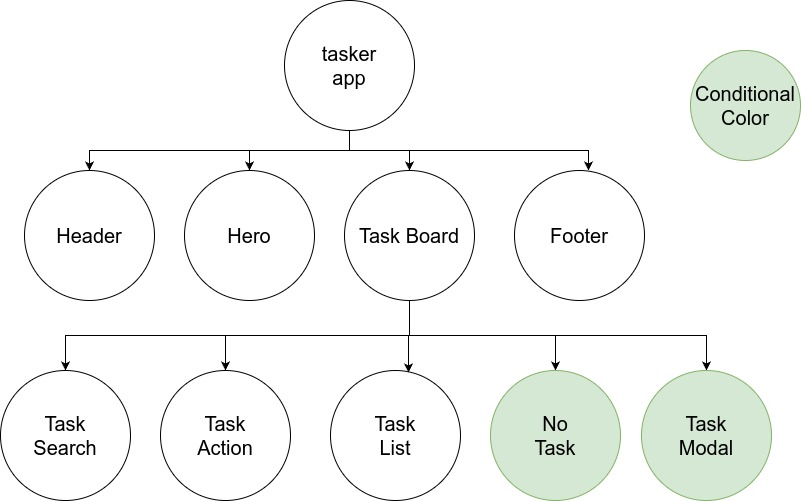 tasker
app
Conditional
Color
Header
Hero
Task Board
Footer
Task
Search
Task
Action
Task
List
No
Task
Task
Modal